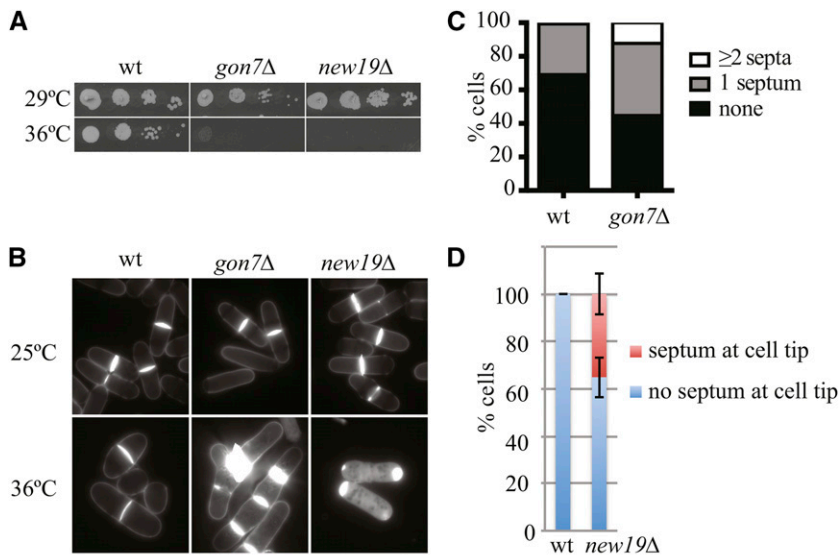 A
wt gon7Δ new19Δ
29ºC
36ºC
B
wt gon7Δ new19Δ
25ºC
36ºC
C
100
80
60
40
20
0
% cells
wt gon7Δ
≥2 septa
1 septum
none
D
100
80
60
40
20
0
% cells
wt new19Δ
septum at cell tip
no septum at cell tip